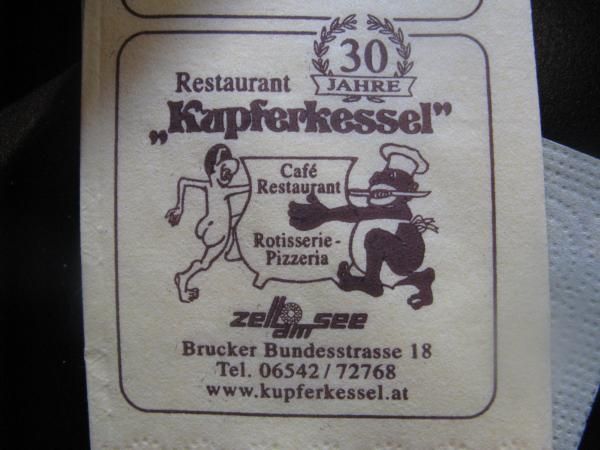 30
JAHRE
Restaurant
„Kupferkessel"
Café
Restaurant
Rotisserie-
Pizzeria
zell am see
Brucker Bundesstrasse 18
Tel. 06542/72768
www.kupferkessel.at